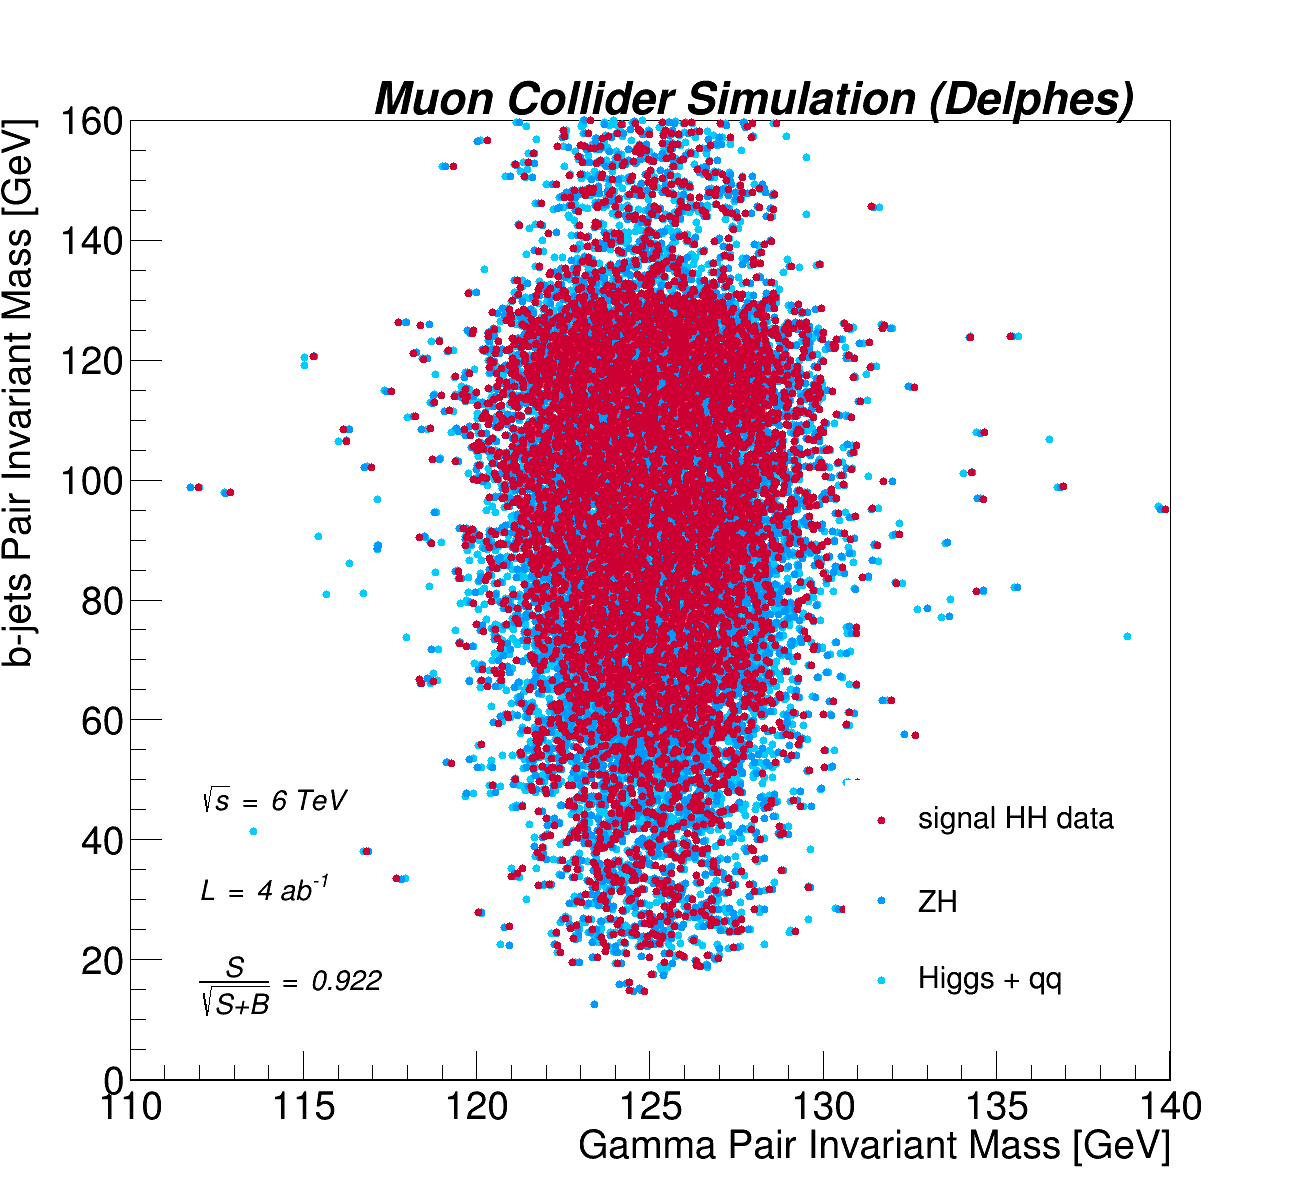 Muon Collider Simulation (Delphes)
b-jets Pair Invariant Mass [GeV]
160
140
120
100
80
60
40
20
0
√s = 6 TeV
L = 4 ab⁻¹
S/√S+B = 0.922
signal HH data
ZH
Higgs + qq
110 115 120 125 130 135 140
Gamma Pair Invariant Mass [GeV]